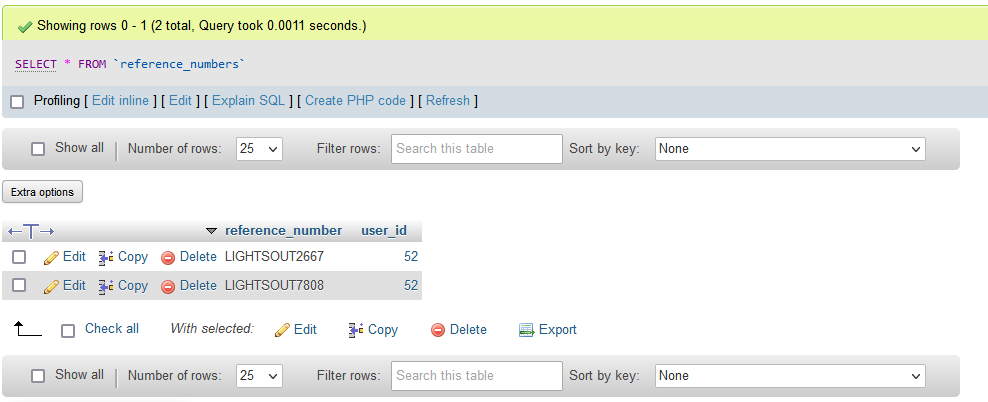 Showing rows 0 - 1 (2 total, Query took 0.0011 seconds.)
SELECT * FROM `reference_numbers`
Profiling [ Edit inline ] [ Edit ] [ Explain SQL ] [ Create PHP code ] [ Refresh ]
Show all Number of rows: 25 Filter rows: Search this table Sort by key: None
Extra options
reference_number user_id
Edit Copy Delete LIGHTSOUT2667 52
Edit Copy Delete LIGHTSOUT7808 52
Check all With selected: Edit Copy Delete Export
Show all Number of rows: 25 Filter rows: Search this table Sort by key: None